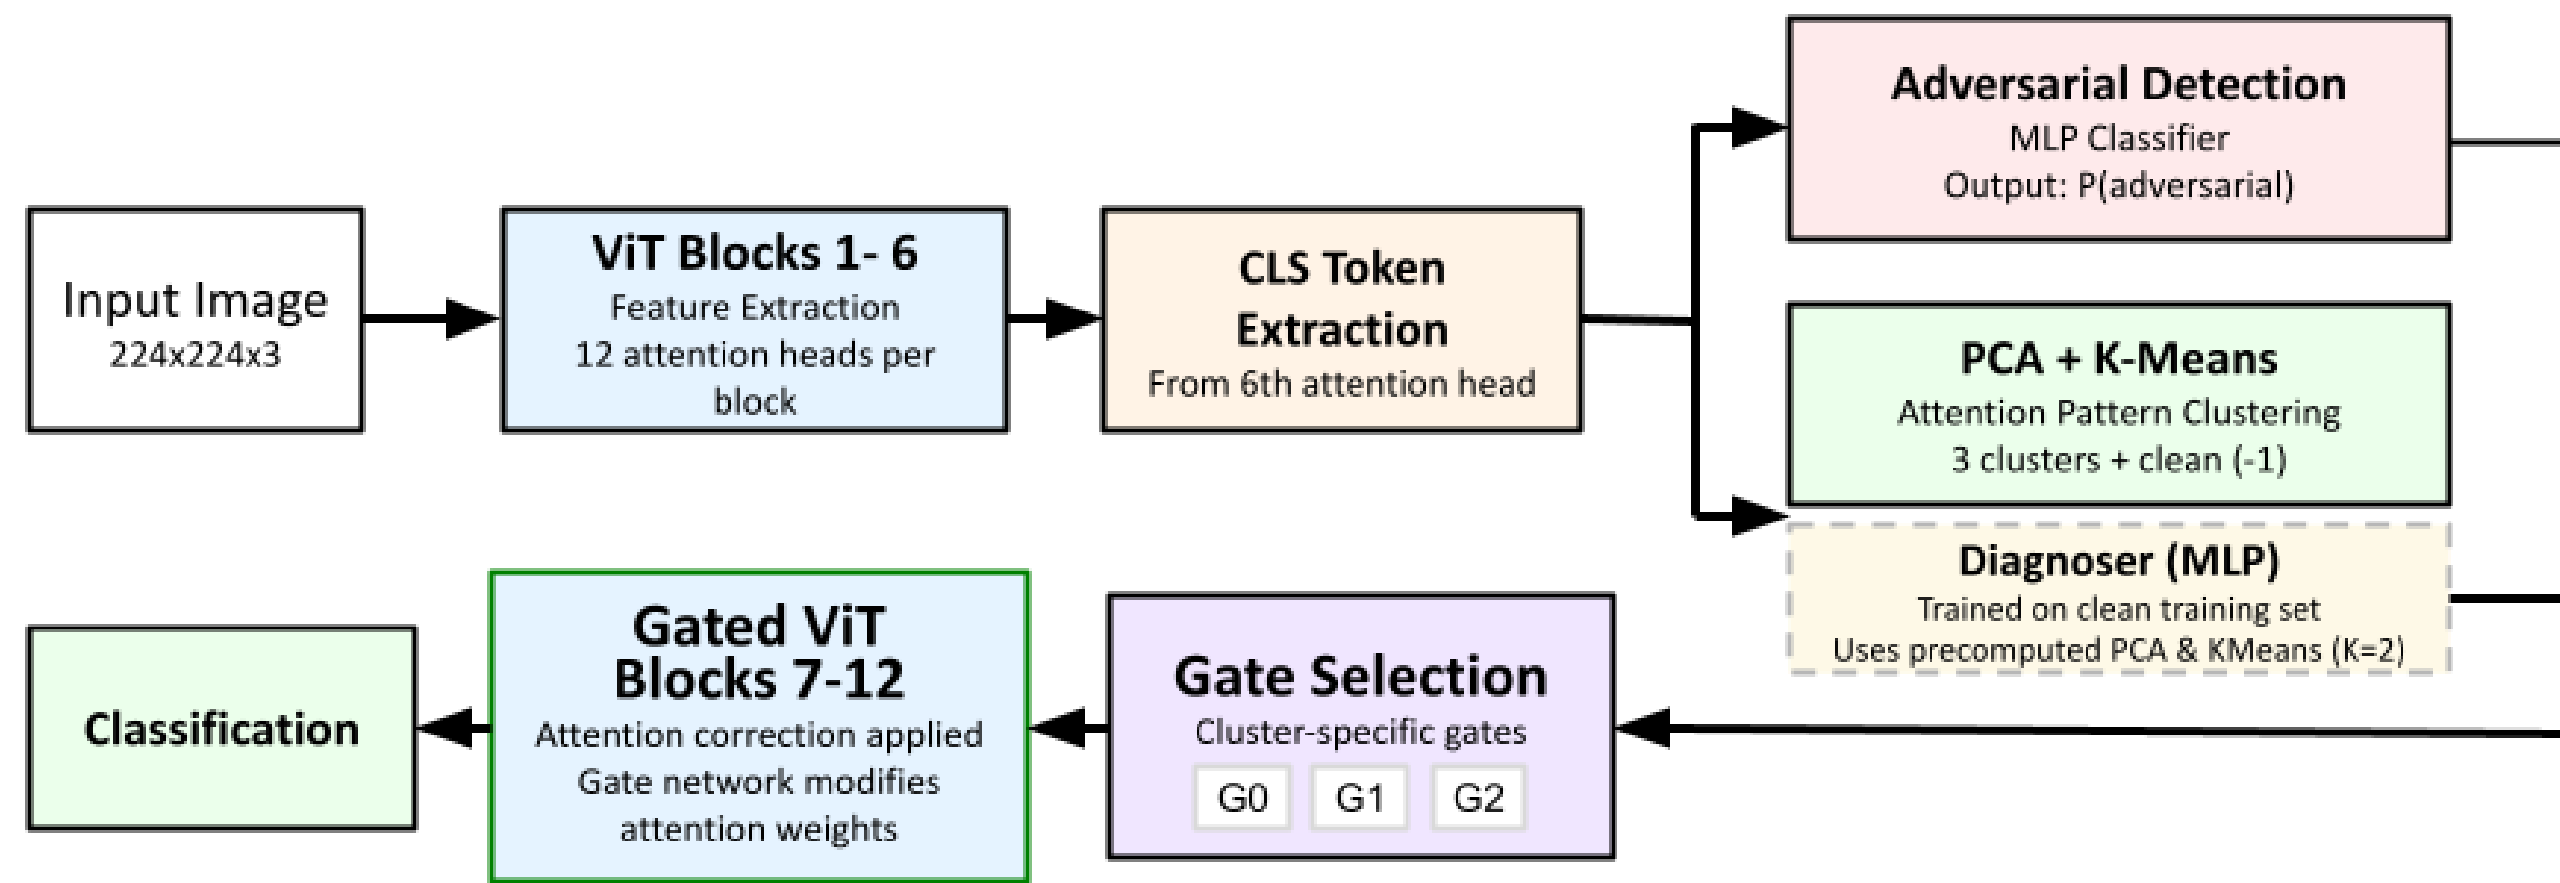 Input Image
224x224x3
ViT Blocks 1- 6
Feature Extraction
12 attention heads per
block
CLS Token
Extraction
From 6th attention head
Adversarial Detection
MLP Classifier
Output: P(adversarial)
PCA + K-Means
Attention Pattern Clustering
3 clusters + clean (-1)
Diagnoser (MLP)
Trained on clean training set
Uses precomputed PCA & KMeans (K=2)
Gate Selection
Cluster-specific gates
G0 G1 G2
Gated ViT
Blocks 7-12
Attention correction applied
Gate network modifies
attention weights
Classification